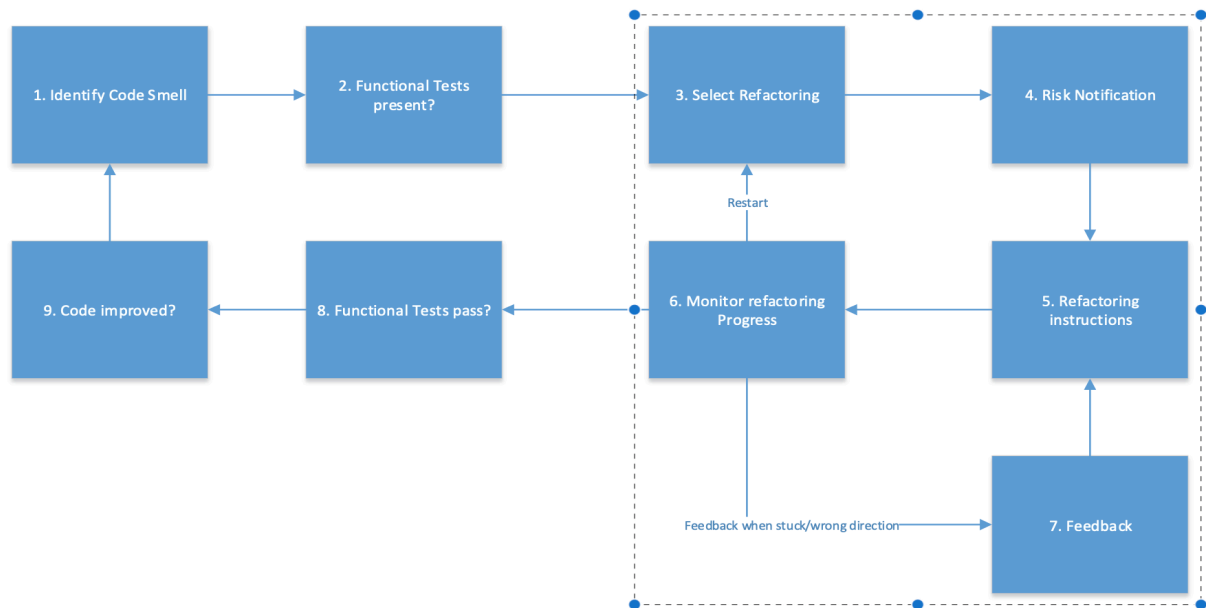 1. Identify Code Smell
2. Functional Tests
present?
3. Select Refactoring
4. Risk Notification
Restart
9. Code improved?
8. Functional Tests pass?
6. Monitor refactoring
Progress
5. Refactoring
instructions
Feedback when stuck/wrong direction
7. Feedback